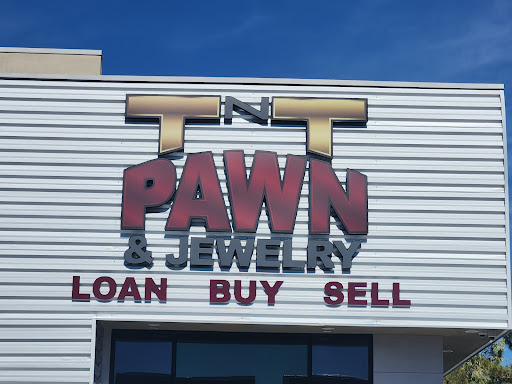 TNT
PAWN
& JEWELRY
LOAN BUY SELL